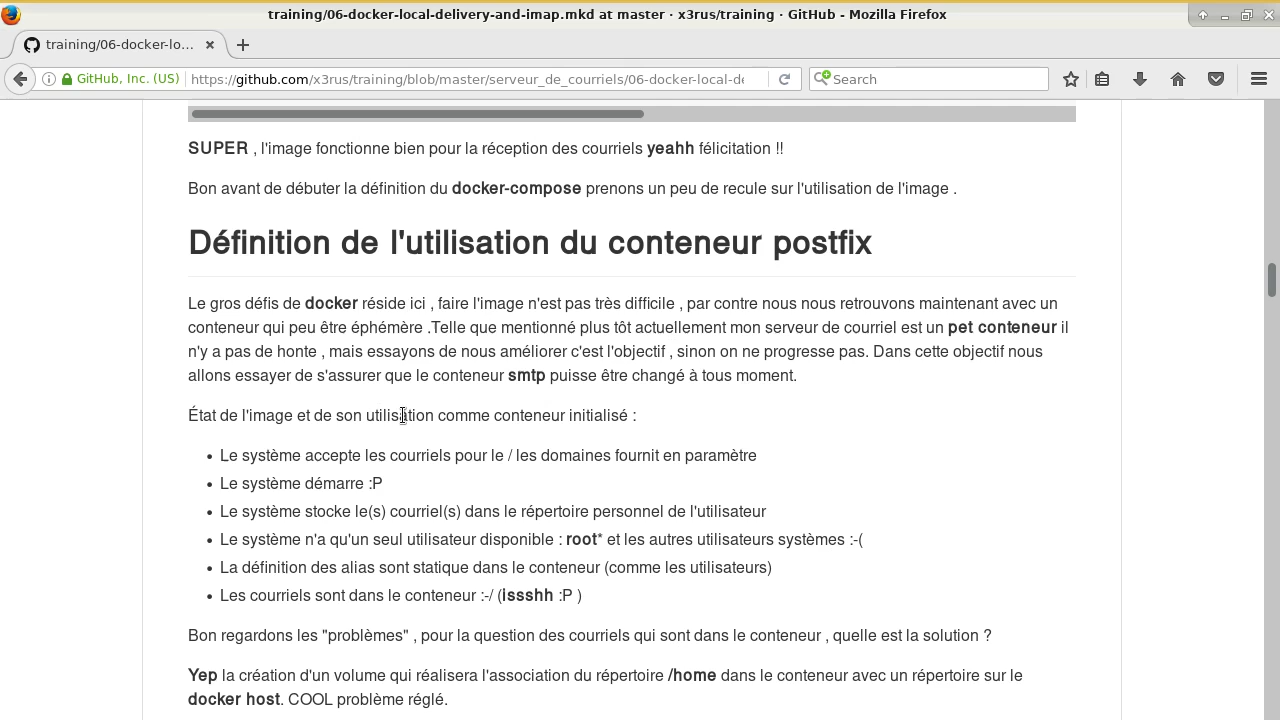 training/06-docker-local-delivery-and-imap.mkd at master · x3rus/training · GitHub - Mozilla Firefox
training/06-docker-lo...
GitHub, Inc. (US)
https://github.com/x3rus/training/blob/master/serveur_de_courriels/06-docker-local-de
Search
SUPER , l'image fonctionne bien pour la réception des courriels yeahh félicitation !!
Bon avant de débuter la définition du docker-compose prenons un peu de recule sur l'utilisation de l'image .
Définition de l'utilisation du conteneur postfix
Le gros défis de docker réside ici , faire l'image n'est pas très difficile , par contre nous nous retrouvons maintenant avec un
conteneur qui peu être éphémère .Telle que mentionné plus tôt actuellement mon serveur de courriel est un pet conteneur il
n'y a pas de honte , mais essayons de nous améliorer c'est l'objectif , sinon on ne progresse pas. Dans cette objectif nous
allons essayer de s'assurer que le conteneur smtp puisse être changé à tous moment.
État de l'image et de son utilisation comme conteneur initialisé :
• Le système accepte les courriels pour le / les domaines fournit en paramètre
• Le système démarre :P
• Le système stocke le(s) courriel(s) dans le répertoire personnel de l'utilisateur
• Le système n'a qu'un seul utilisateur disponible : root* et les autres utilisateurs systèmes :-(
• La définition des alias sont statique dans le conteneur (comme les utilisateurs)
• Les courriels sont dans le conteneur :-/ (issshh :P )
Bon regardons les "problèmes" , pour la question des courriels qui sont dans le conteneur , quelle est la solution ?
Yep la création d'un volume qui réalisera l'association du répertoire /home dans le conteneur avec un répertoire sur le
docker host. COOL problème réglé.